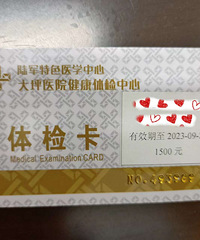 陆军特色医学中心
大坪医院健康体检中心
体检卡
Medical Examination CARD
有效期至 2023-09-
1500 元